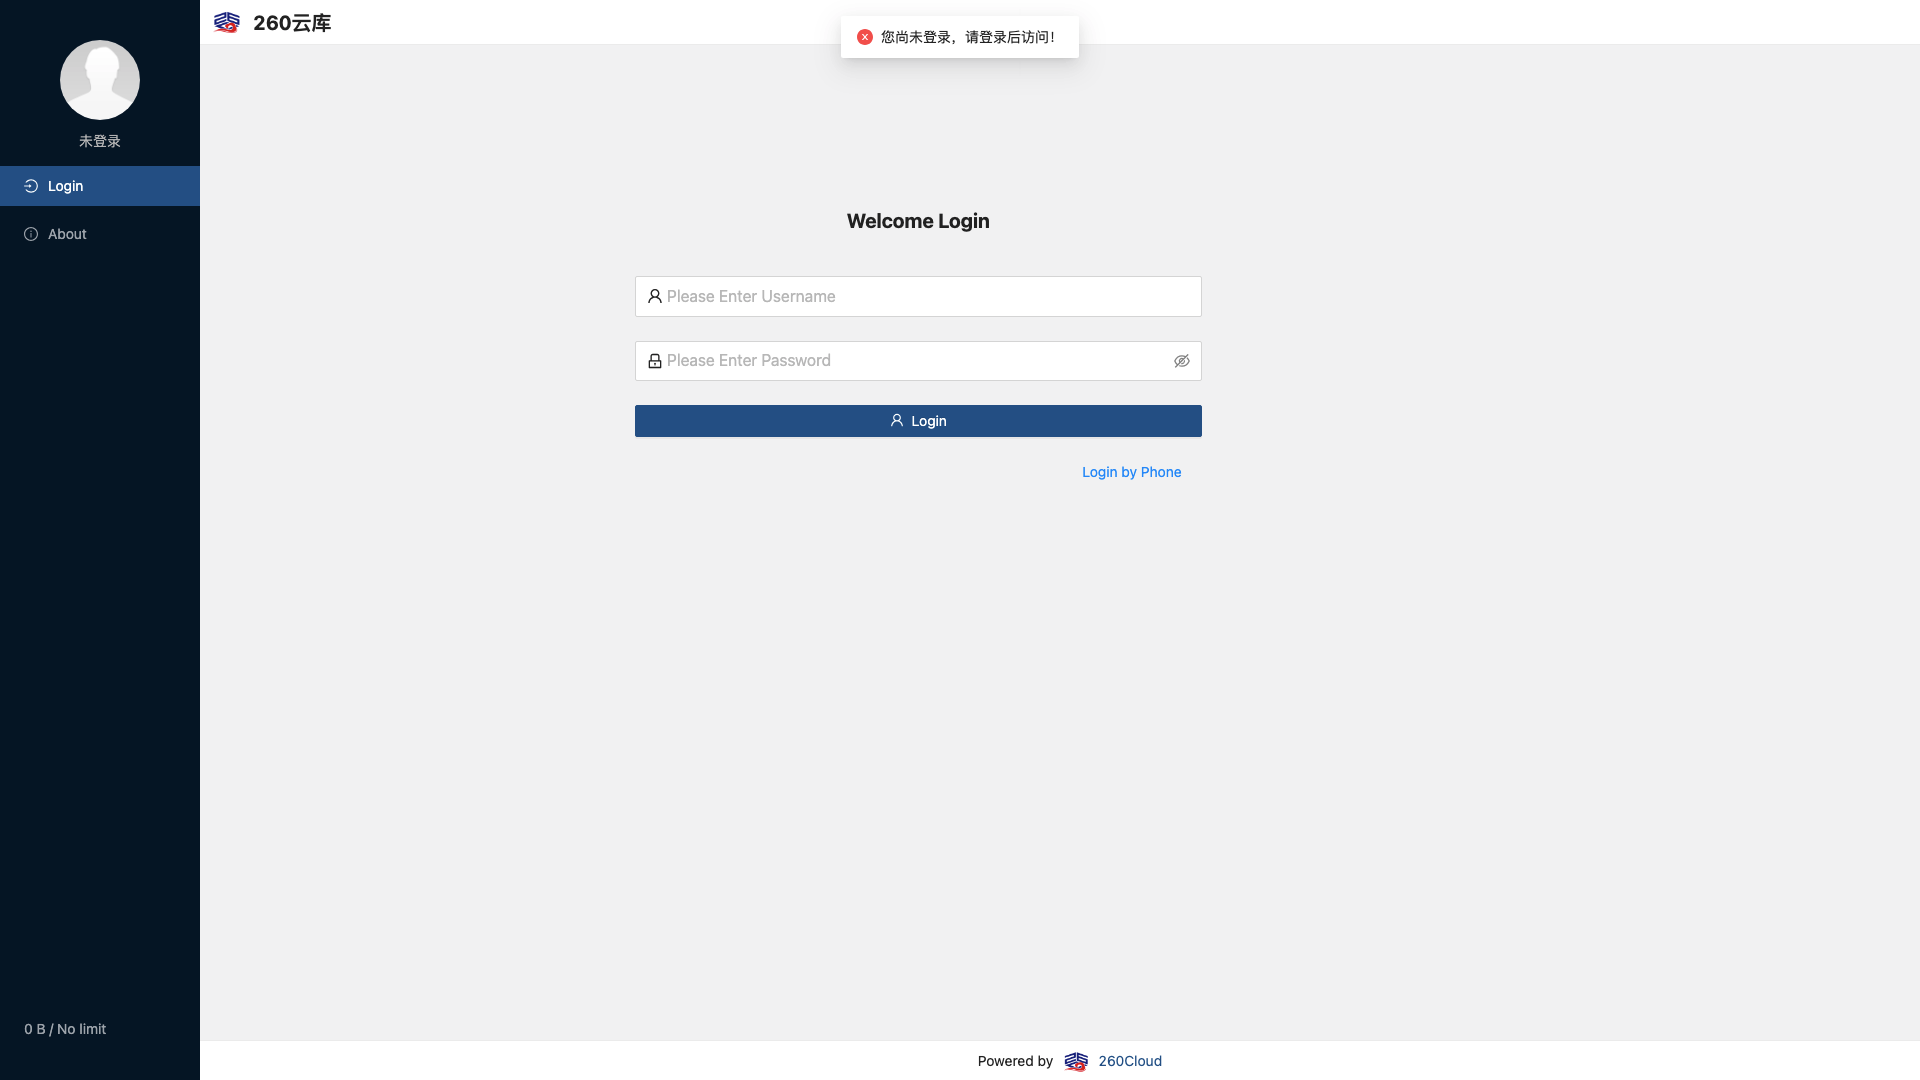 260云库
您尚未登录，请登录后访问！
未登录
Login
About
Welcome Login
Please Enter Username
Please Enter Password
Login
Login by Phone
0 B / No limit
Powered by 260Cloud